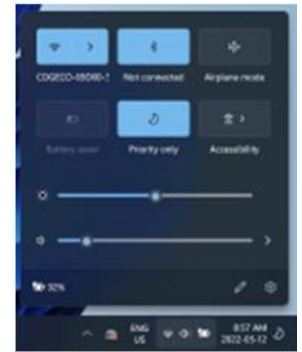 Not connected
Airplane mode
Battery saver
Priority only
Accessibility
32%
ENG
US
8:57 AM
2022-05-12